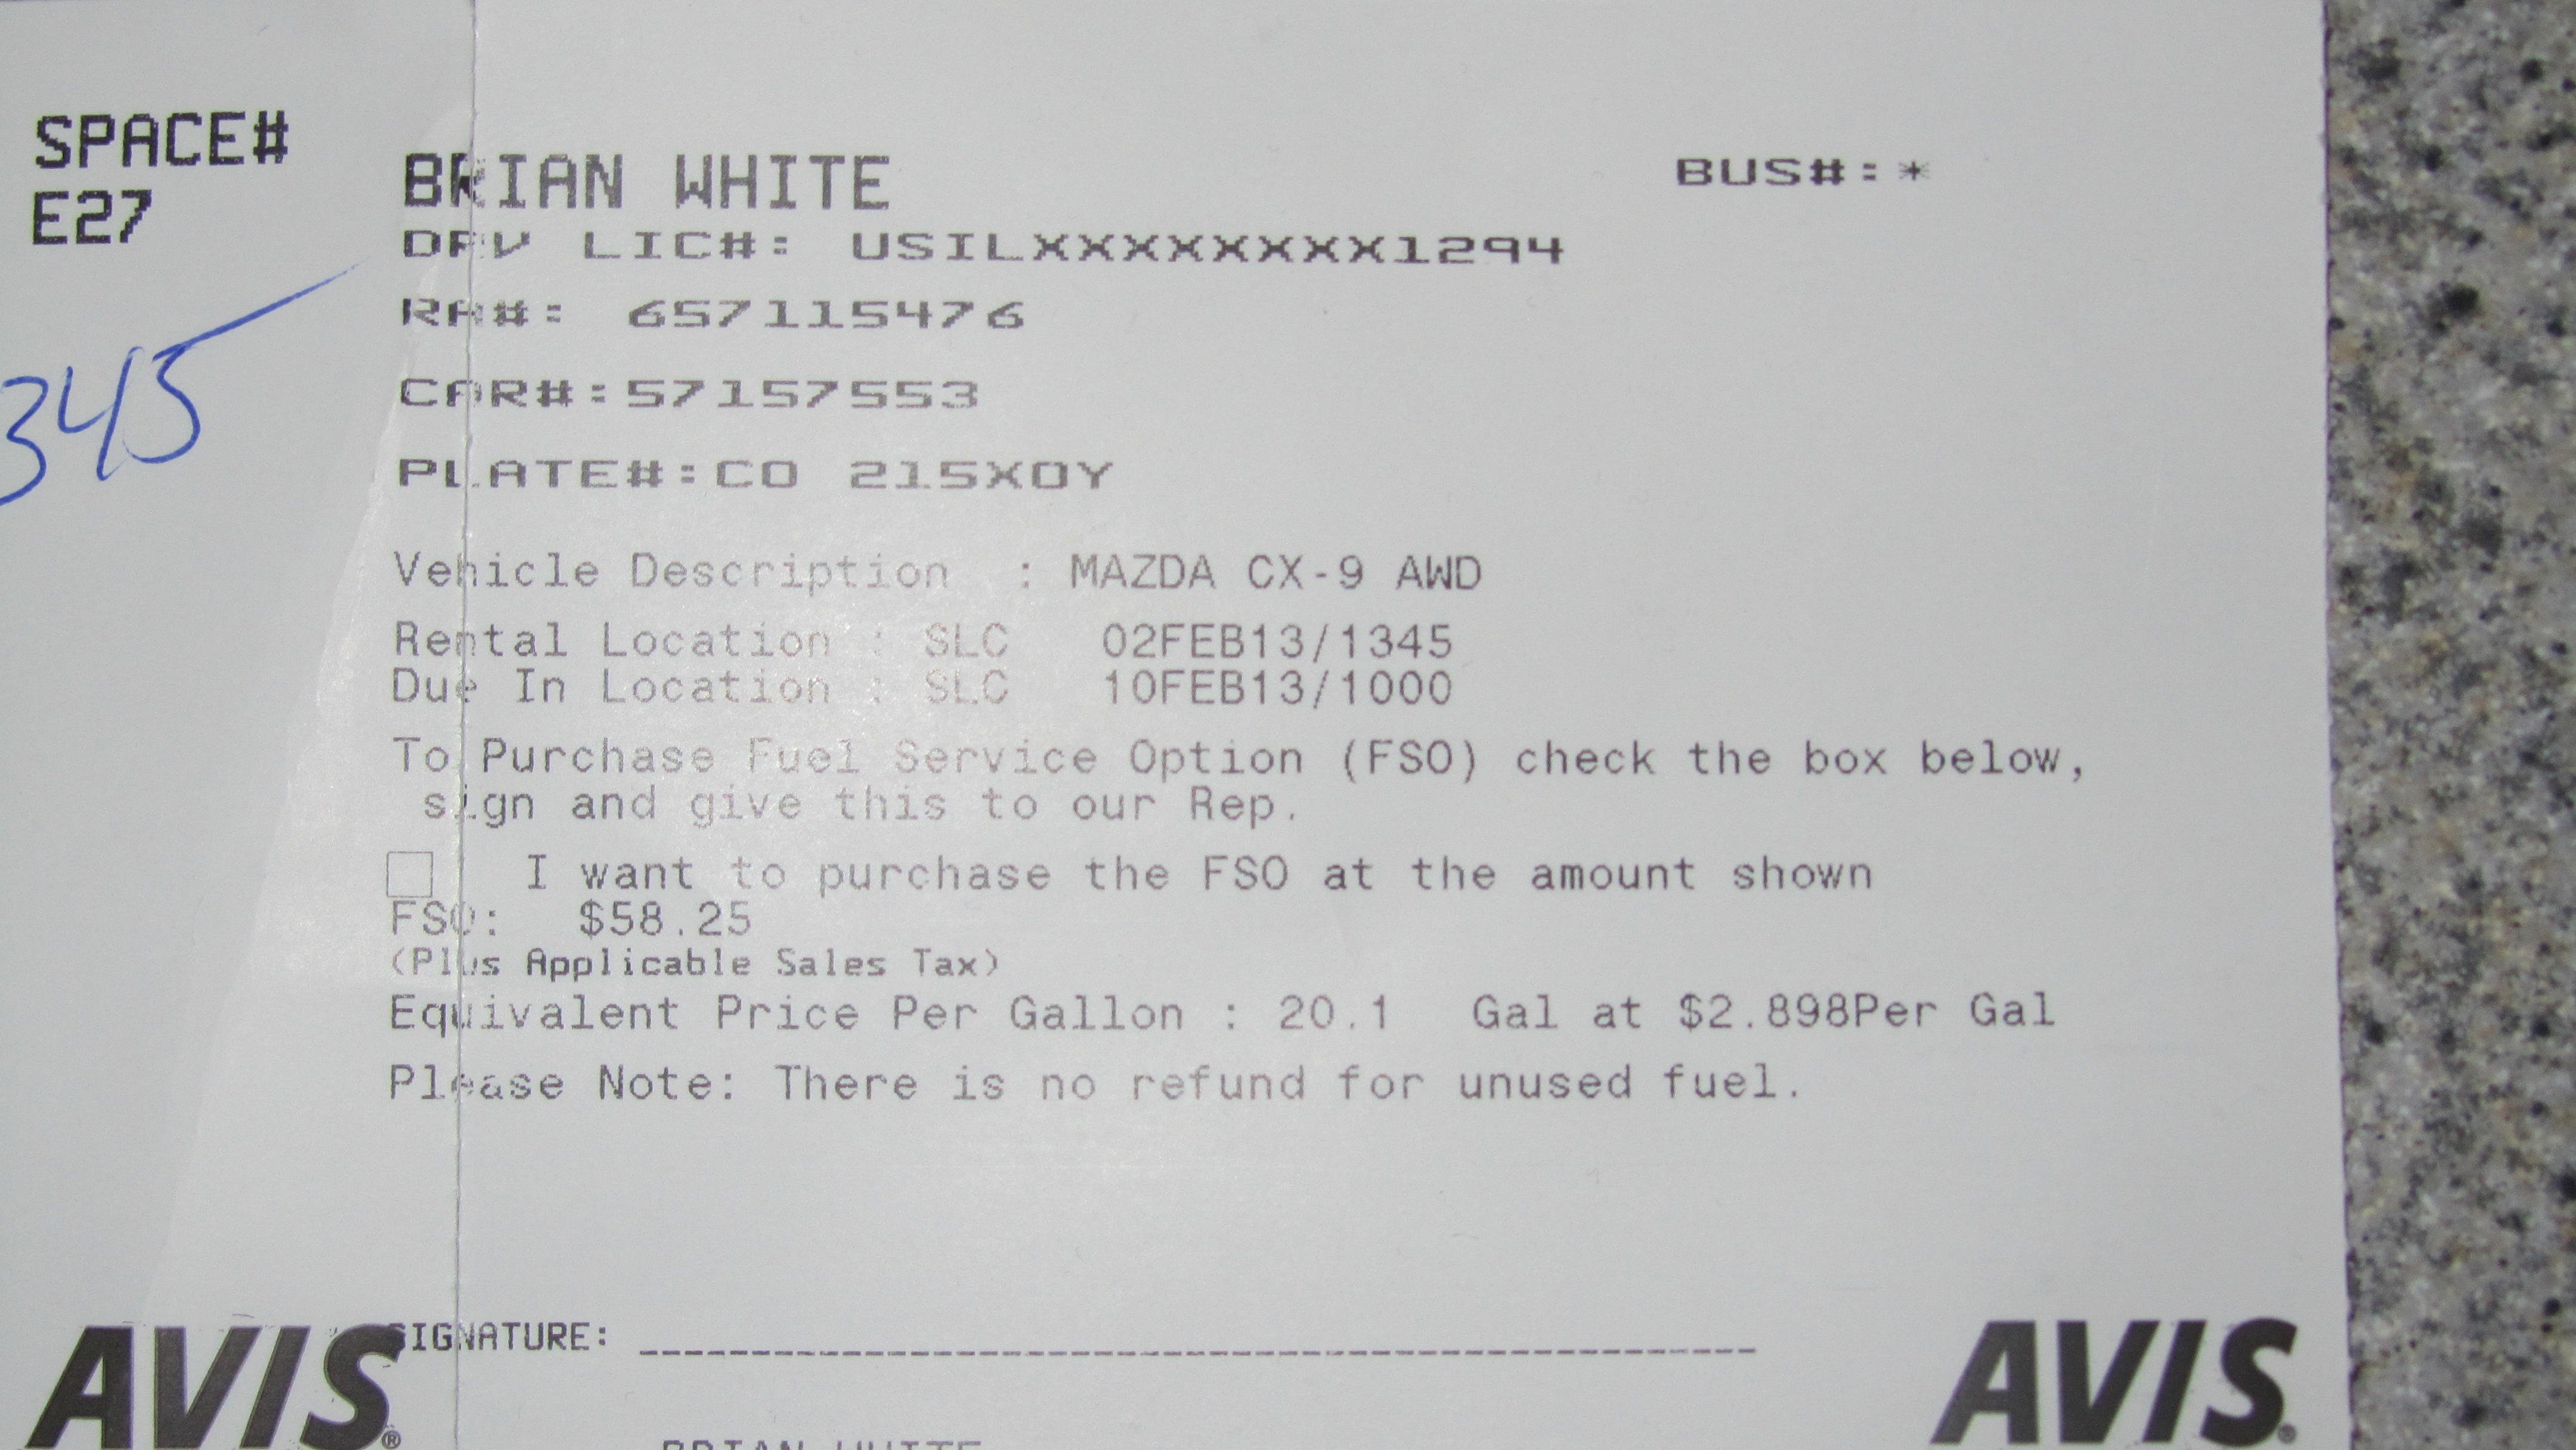 SPACE#
E27
345
BRIAN WHITE
BUS#:*
DRV LIC#: USILXXXXXXXX1294
RA#: 657115476
CAR#:57157553
PLATE#:CO 215XOY
Vehicle Description : MAZDA CX-9 AWD
Rental Location : SLC 02FEB13/1345
Due In Location : SLC 10FEB13/1000
To Purchase Fuel Service Option (FSO) check the box below,
sign and give this to our Rep.
I want to purchase the FSO at the amount shown
FSO: $58.25
(Plus Applicable Sales Tax)
Equivalent Price Per Gallon : 20.1 Gal at $2.898Per Gal
Please Note: There is no refund for unused fuel.
SIGNATURE:
AVIS®
AVIS®
BRIAN WHITE